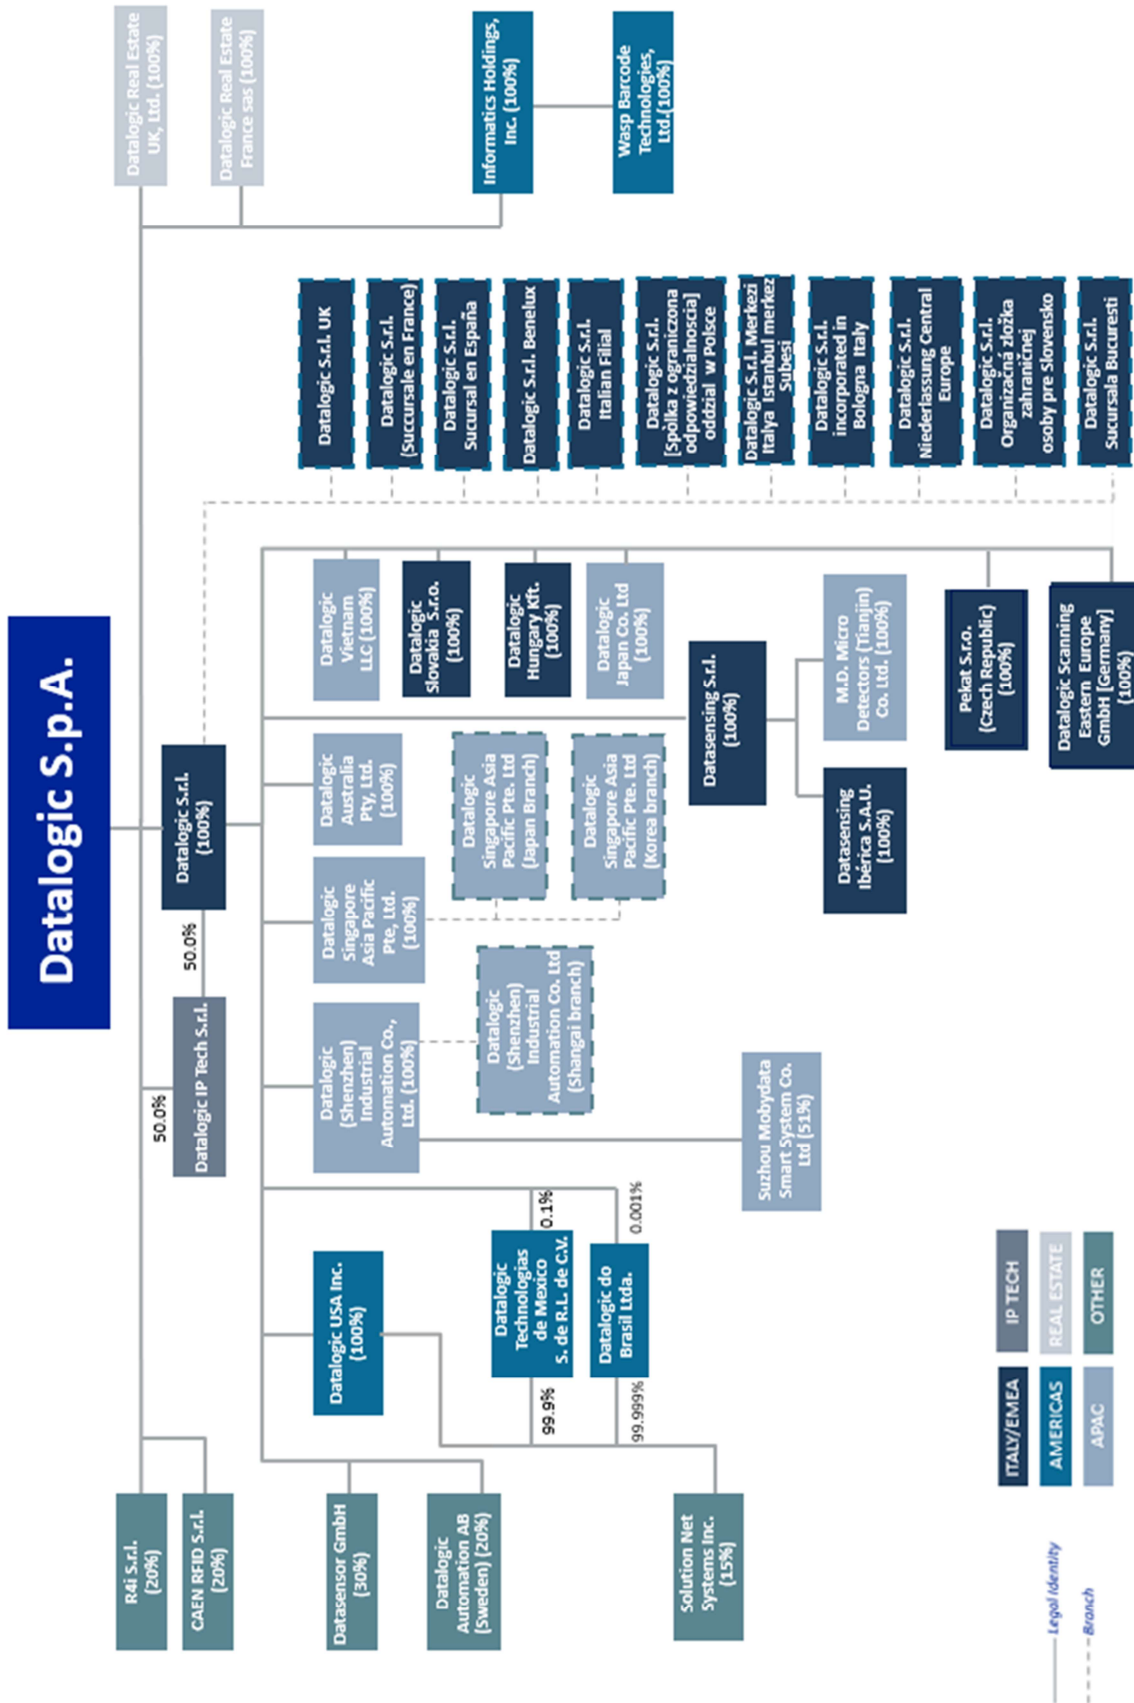 Datalogic S.p.A.
R4i S.r.l.
(20%)
CAEN RFID S.r.l.
(20%)
50.0%
Datalogic IP Tech S.r.l.
50.0%
Datalogic S.r.l.
(100%)
Datalogic Real Estate
UK, Ltd. (100%)
Datalogic Real Estate
France sas (100%)
Informatics Holdings,
Inc. (100%)
Wasp Barcode
Technologies,
Ltd.(100%)
Datasensor GmbH
(30%)
Datalogic
Automation AB
(Sweden) (20%)
Solution Net
Systems Inc.
(15%)
Datalogic USA Inc.
(100%)
99.9%
Datalogic
Technologias
de Mexico
S. de R.L. de C.V.
0.1%
99.999%
Datalogic do
Brasil Ltda.
0.001%
Datalogic
(Shenzhen)
Industrial
Automation Co.,
Ltd. (100%)
Datalogic
(Shenzhen)
Industrial
Automation Co. Ltd
(Shangai branch)
Suzhou Mobydata
Smart System Co.
Ltd (51%)
Datalogic
Singapore
Asia Pacific
Pte, Ltd.
(100%)
Datalogic
Singapore Asia
Pacific Pte. Ltd
(Japan Branch)
Datalogic
Singapore Asia
Pacific Pte. Ltd
(Korea branch)
Datalogic
Australia
Pty, Ltd.
(100%)
Datalogic
Vietnam
LLC (100%)
Datalogic
Slovakia S.r.o.
(100%)
Datalogic
Hungary Kft.
(100%)
Datalogic
Japan Co. Ltd
(100%)
Datasensing S.r.l.
(100%)
Datasensing
Ibérica S.A.U.
(100%)
M.D. Micro
Detectors (Tianjin)
Co. Ltd. (100%)
Pekat S.r.o.
(Czech Republic)
(100%)
Datalogic Scanning
Eastern Europe
GmbH [Germany]
(100%)
Datalogic S.r.l. UK
Datalogic S.r.l.
(Succursale en France)
Datalogic S.r.l.
Sucursal en España
Datalogic S.r.l. Benelux
Datalogic S.r.l.
Italian Filial
Datalogic S.r.l.
[Spòlka z ograniczona
odpowiedzialnoscia]
oddzial w Polsce
Datalogic S.r.l. Merkezi
Italya Istanbul merkez
Subesi
Datalogic S.r.l.
incorporated in
Bologna Italy
Datalogic S.r.l.
Niederlassung Central
Europe
Datalogic S.r.l.
Organizačná zložka
zahraničnej
osoby pre Slovensko
Datalogic S.r.l.
Sucursala Bucuresti
Legal Identity
Branch
ITALY/EMEA
IP TECH
AMERICAS
REAL ESTATE
APAC
OTHER